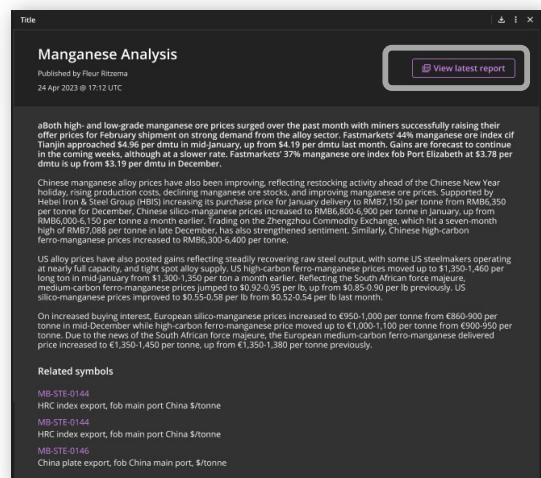 Title
Manganese Analysis
View latest report
Published by Fleur Ritzema
24 Apr 2023 @ 17:12 UTC
aBoth high- and low-grade manganese ore prices surged over the past month with miners successfully raising their
offer prices for February shipment on strong demand from the alloy sector. Fastmarkets' 44% manganese ore index cif
Tianjin approached $4.96 per dmtu in mid-January, up from $4.19 per dmtu last month. Gains are forecast to continue
in the coming weeks, although at a slower rate. Fastmarkets' 37% manganese ore index fob Port Elizabeth at $3.78 per
dmtu is up from $3.19 per dmtu in December.
Chinese manganese alloy prices have also been improving, reflecting restocking activity ahead of the Chinese New Year
holiday, rising production costs, declining manganese ore stocks, and improving manganese ore prices. Supported by
Hebei Iron & Steel Group (HBIS) increasing its purchase price for January delivery to RMB7,150 per tonne from RMB6,350
per tonne for December, Chinese silico-manganese prices increased to RMB6,800-6,900 per tonne in January, up from
RMB6,000-6,150 per tonne a month earlier. Trading on the Zhengzhou Commodity Exchange, which hit a seven-month
high of RMB7,088 per tonne in late December, has also strengthened sentiment. Similarly, Chinese high-carbon
ferro-manganese prices increased to RMB6,300-6,400 per tonne.
US alloy prices have also posted gains reflecting steadily recovering raw steel output, with some US steelmakers operating
at nearly full capacity, and tight spot alloy supply. US high-carbon ferro-manganese prices moved up to $1,350-1,460 per
long ton in mid-January from $1,300-1,350 per ton a month earlier. Reflecting the South African force majeure,
medium-carbon ferro-manganese prices jumped to $0.92-0.95 per lb, up from $0.85-0.90 per lb previously. US
silico-manganese prices improved to $0.55-0.58 per lb from $0.52-0.54 per lb last month.
On increased buying interest, European silico-manganese prices increased to €950-1,000 per tonne from €860-900 per
tonne in mid-December while high-carbon ferro-manganese price moved up to €1,000-1,100 per tonne from €900-950 per
tonne. Due to the news of the South African force majeure, the European medium-carbon ferro-manganese delivered
price increased to €1,350-1,450 per tonne, up from €1,350-1,380 per tonne previously.
Related symbols
MB-STE-0144
HRC index export, fob main port China $/tonne
MB-STE-0144
HRC index export, fob main port China $/tonne
MB-STE-0146
China plate export, fob China main port, $/tonne